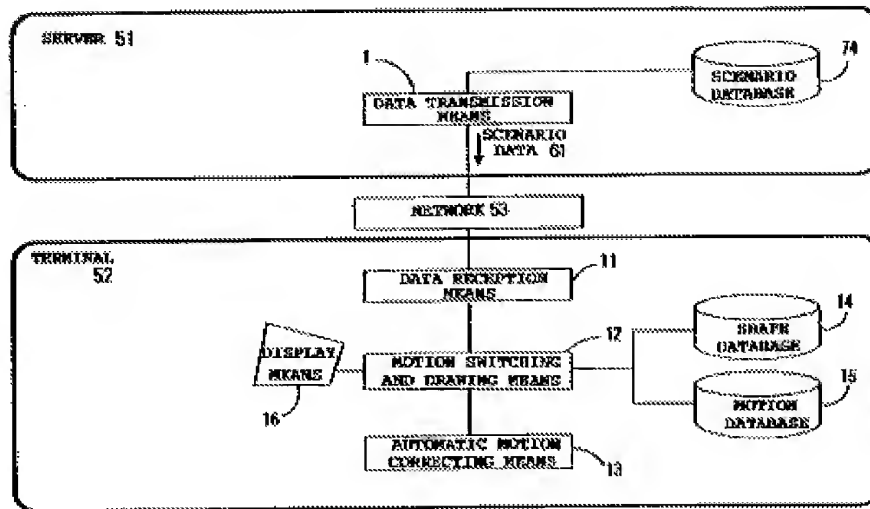 SERVER 51
1
74
SCENARIO
DATABASE
DATA TRANSMISSION
MEANS
SCENARIO
DATA 61
NETWORK 53
TERMINAL
52
11
DATA RECEPTION
MEANS
12
14
SHAPE
DATABASE
DISPLAY
MEANS
MOTION SWITCHING
AND DRAWING MEANS
15
MOTION
DATABASE
16
AUTOMATIC MOTION
CORRECTING MEANS
13